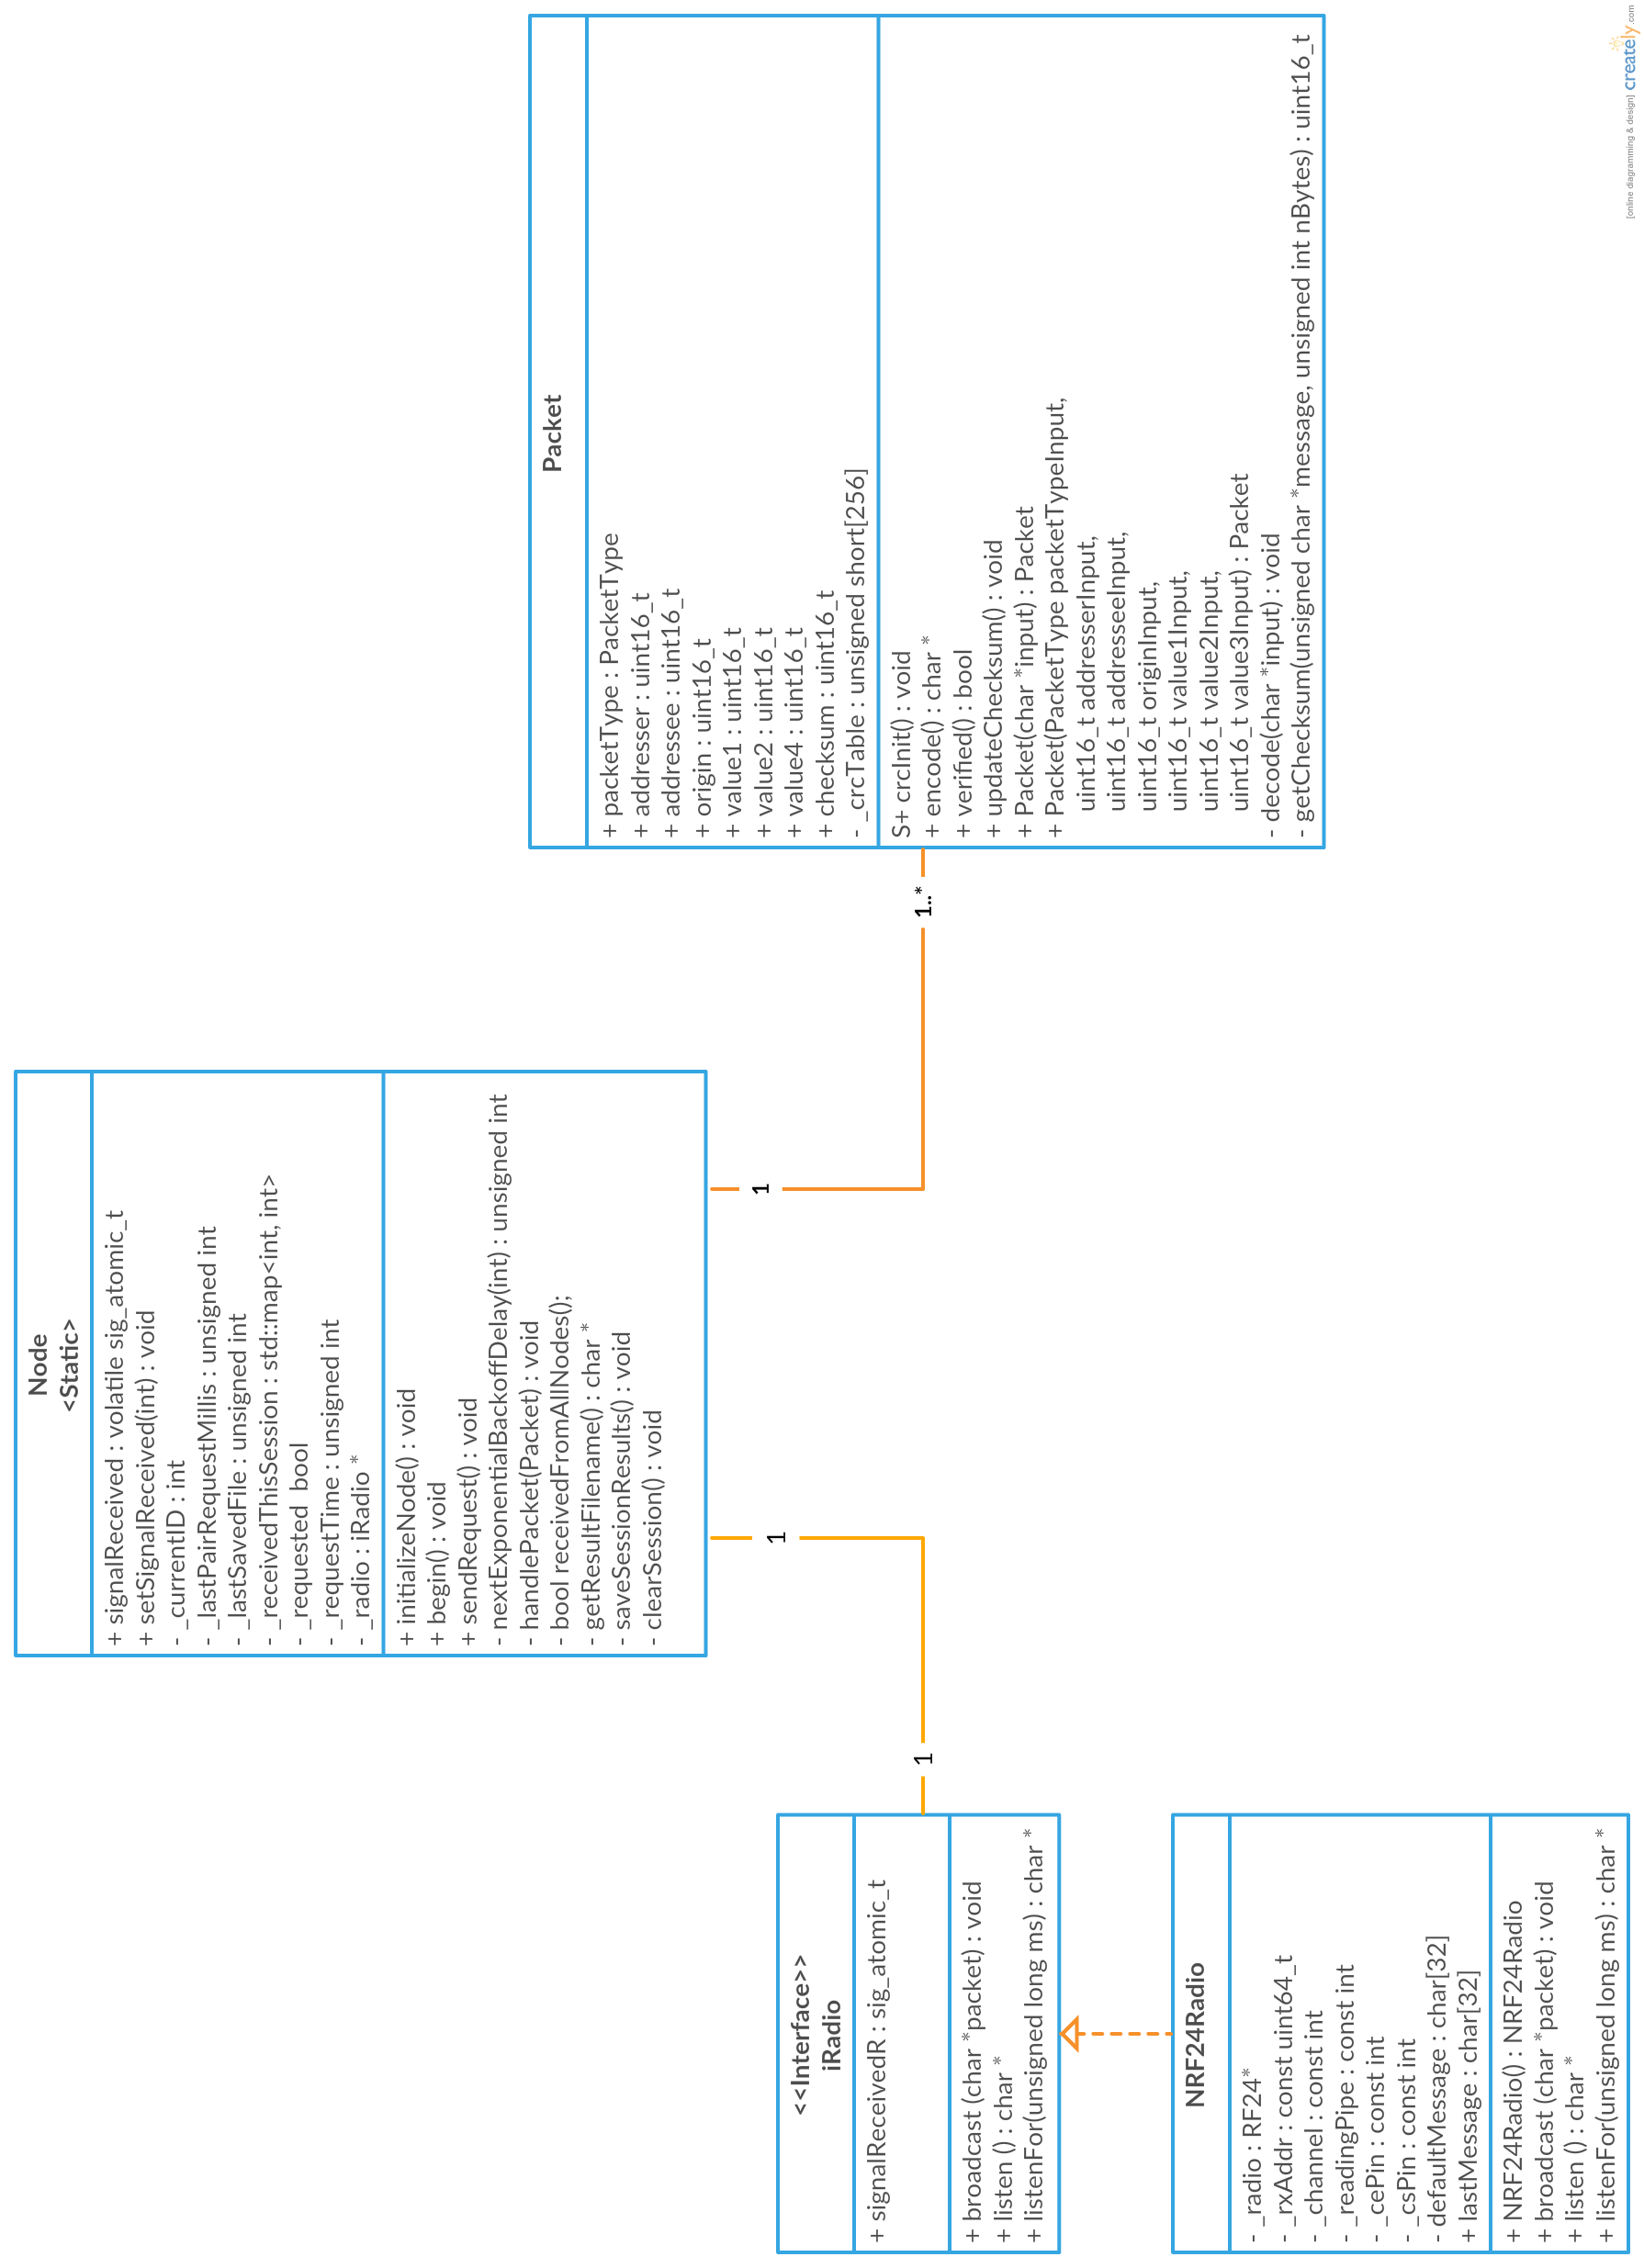 Node
<Static>
+ signalReceived : volatile sig_atomic_t
+ setSignalReceived(int) : void
- _currentID : int
- _lastPairRequestMillis : unsigned int
- _lastSavedFile : unsigned int
- _receivedThisSession : std::map<int, int>
- _requested  bool
- _requestTime : unsigned int
- _radio : iRadio *
+ initializeNode() : void
+ begin() : void
+ sendRequest() : void
- nextExponentialBackoffDelay(int) : unsigned int
- handlePacket(Packet) : void
- bool receivedFromAllNodes();
- getResultFilename() : char *
- saveSessionResults() : void
- clearSession() : void
1
1
1
1..*
<<Interface>>
iRadio
+ signalReceivedR : sig_atomic_t
+ broadcast (char *packet) : void
+ listen () : char *
+ listenFor(unsigned long ms) : char *
NRF24Radio
- _radio : RF24*
- _rxAddr : const uint64_t
- _channel : const int
- _readingPipe : const int
- _cePin : const int
- _csPin : const int
- defaultMessage : char[32]
+ lastMessage : char[32]
+ NRF24Radio() : NRF24Radio
+ broadcast (char *packet) : void
+ listen () : char *
+ listenFor(unsigned long ms) : char *
Packet
+ packetType : PacketType
+ addresser : uint16_t
+ addressee : uint16_t
+ origin : uint16_t
+ value1 : uint16_t
+ value2 : uint16_t
+ value4 : uint16_t
+ checksum : uint16_t
- _crcTable : unsigned short[256]
S+ crcInit() : void
+ encode() : char *
+ verified() : bool
+ updateChecksum() : void
+ Packet(char *input) : Packet
+ Packet(PacketType packetTypeInput,
uint16_t addresserInput,
uint16_t addresseeInput,
uint16_t originInput,
uint16_t value1Input,
uint16_t value2Input,
uint16_t value3Input) : Packet
- decode(char *input) : void
- getChecksum(unsigned char *message, unsigned int nBytes) : uint16_t
[online diagramming & design] creately.com